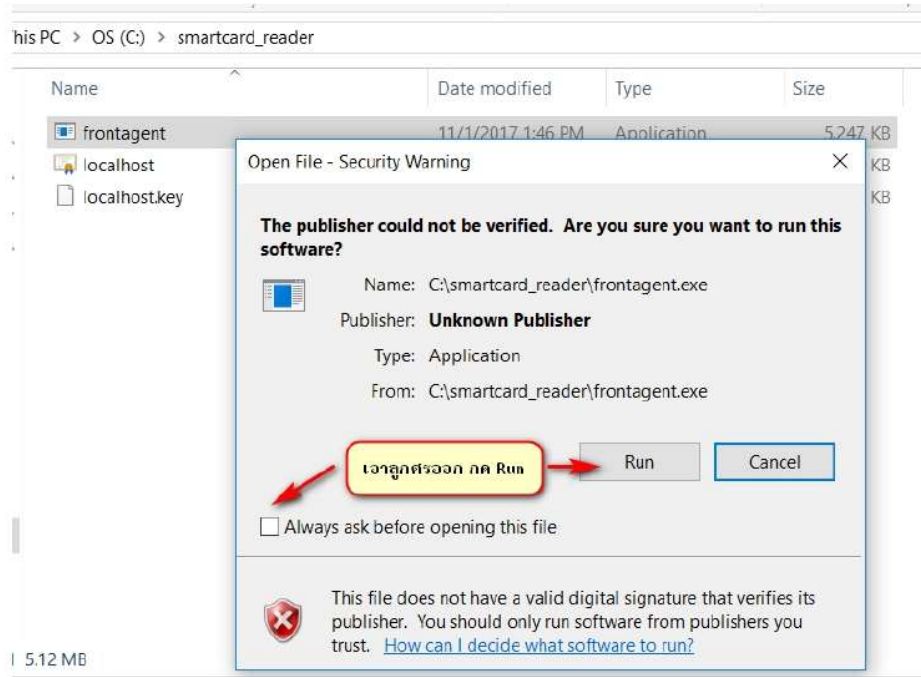 his PC > OS (C:) > smartcard_reader
Name Date modified Type Size
frontagent 11/1/2017 1:46 PM Application 5,247 KB
localhost KB
localhost.key KB
Open File - Security Warning
The publisher could not be verified. Are you sure you want to run this
software?
Name: C:\smartcard_reader\frontagent.exe
Publisher: Unknown Publisher
Type: Application
From: C:\smartcard_reader\frontagent.exe
เอาลูกศรออก กด Run
Run Cancel
Always ask before opening this file
This file does not have a valid digital signature that verifies its
publisher. You should only run software from publishers you
trust. How can I decide what software to run?
5.12 MB